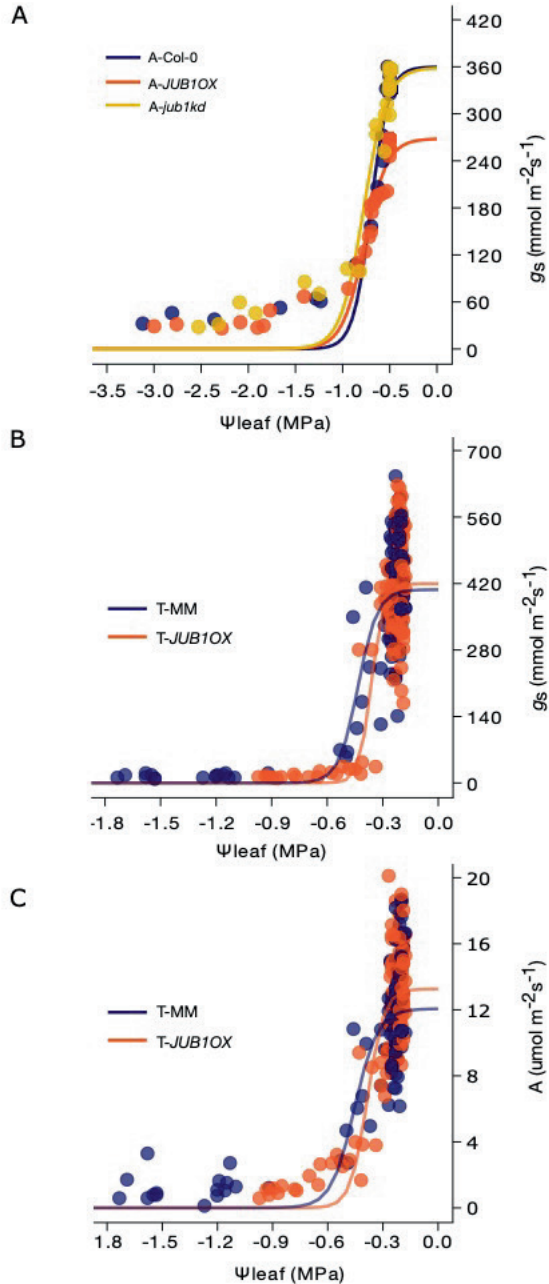 A
A-Col-0
A-JUB1OX
A-jub1kd
420
360
300
240
180
120
60
0
gs (mmol m−2s−1)
-3.5 -3.0 -2.5 -2.0 -1.5 -1.0 -0.5 0.0
Ψleaf (MPa)
B
T-MM
T-JUB1OX
700
560
420
280
140
0
gs (mmol m−2s−1)
-1.8 -1.5 -1.2 -0.9 -0.6 -0.3 0.0
Ψleaf (MPa)
C
T-MM
T-JUB1OX
20
16
12
8
4
0
A (umol m−2s−1)
-1.8 -1.5 -1.2 -0.9 -0.6 -0.3 0.0
Ψleaf (MPa)